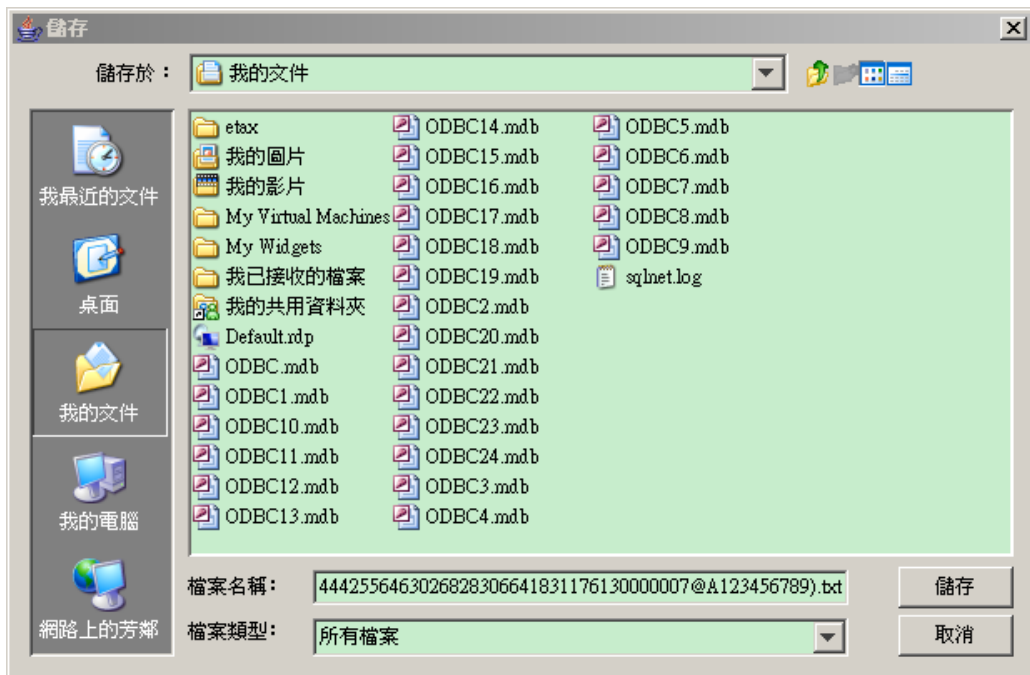 儲存
儲存於：
我的文件
我最近的文件
桌面
我的文件
我的電腦
網路上的芳鄰
etax
我的圖片
我的影片
My Virtual Machines
My Widgets
我已接收的檔案
我的共用資料夾
Default.rdp
ODBC.mdb
ODBC1.mdb
ODBC10.mdb
ODBC11.mdb
ODBC12.mdb
ODBC13.mdb
ODBC14.mdb
ODBC15.mdb
ODBC16.mdb
ODBC17.mdb
ODBC18.mdb
ODBC19.mdb
ODBC2.mdb
ODBC20.mdb
ODBC21.mdb
ODBC22.mdb
ODBC23.mdb
ODBC24.mdb
ODBC3.mdb
ODBC4.mdb
ODBC5.mdb
ODBC6.mdb
ODBC7.mdb
ODBC8.mdb
ODBC9.mdb
sqlnet.log
檔案名稱：
44425564630268283066418311761300000​07@A123456789).txt
儲存
檔案類型：
所有檔案
取消